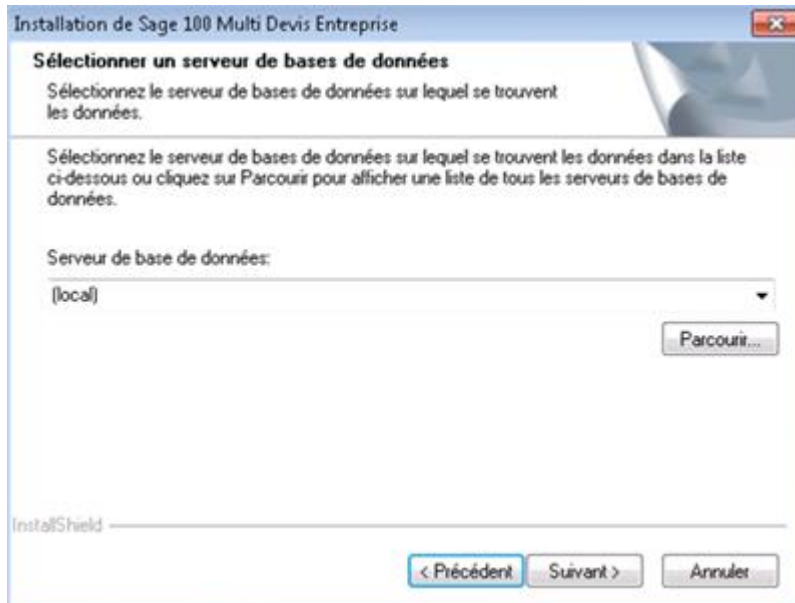 Installation de Sage 100 Multi Devis Entreprise
Sélectionner un serveur de bases de données
Sélectionnez le serveur de bases de données sur lequel se trouvent
les données.
Sélectionnez le serveur de bases de données sur lequel se trouvent les données dans la liste
ci-dessous ou cliquez sur Parcourir pour afficher une liste de tous les serveurs de bases de
données.
Serveur de base de données:
(local)
Parcourir...
InstallShield
< Précédent
Suivant >
Annuler